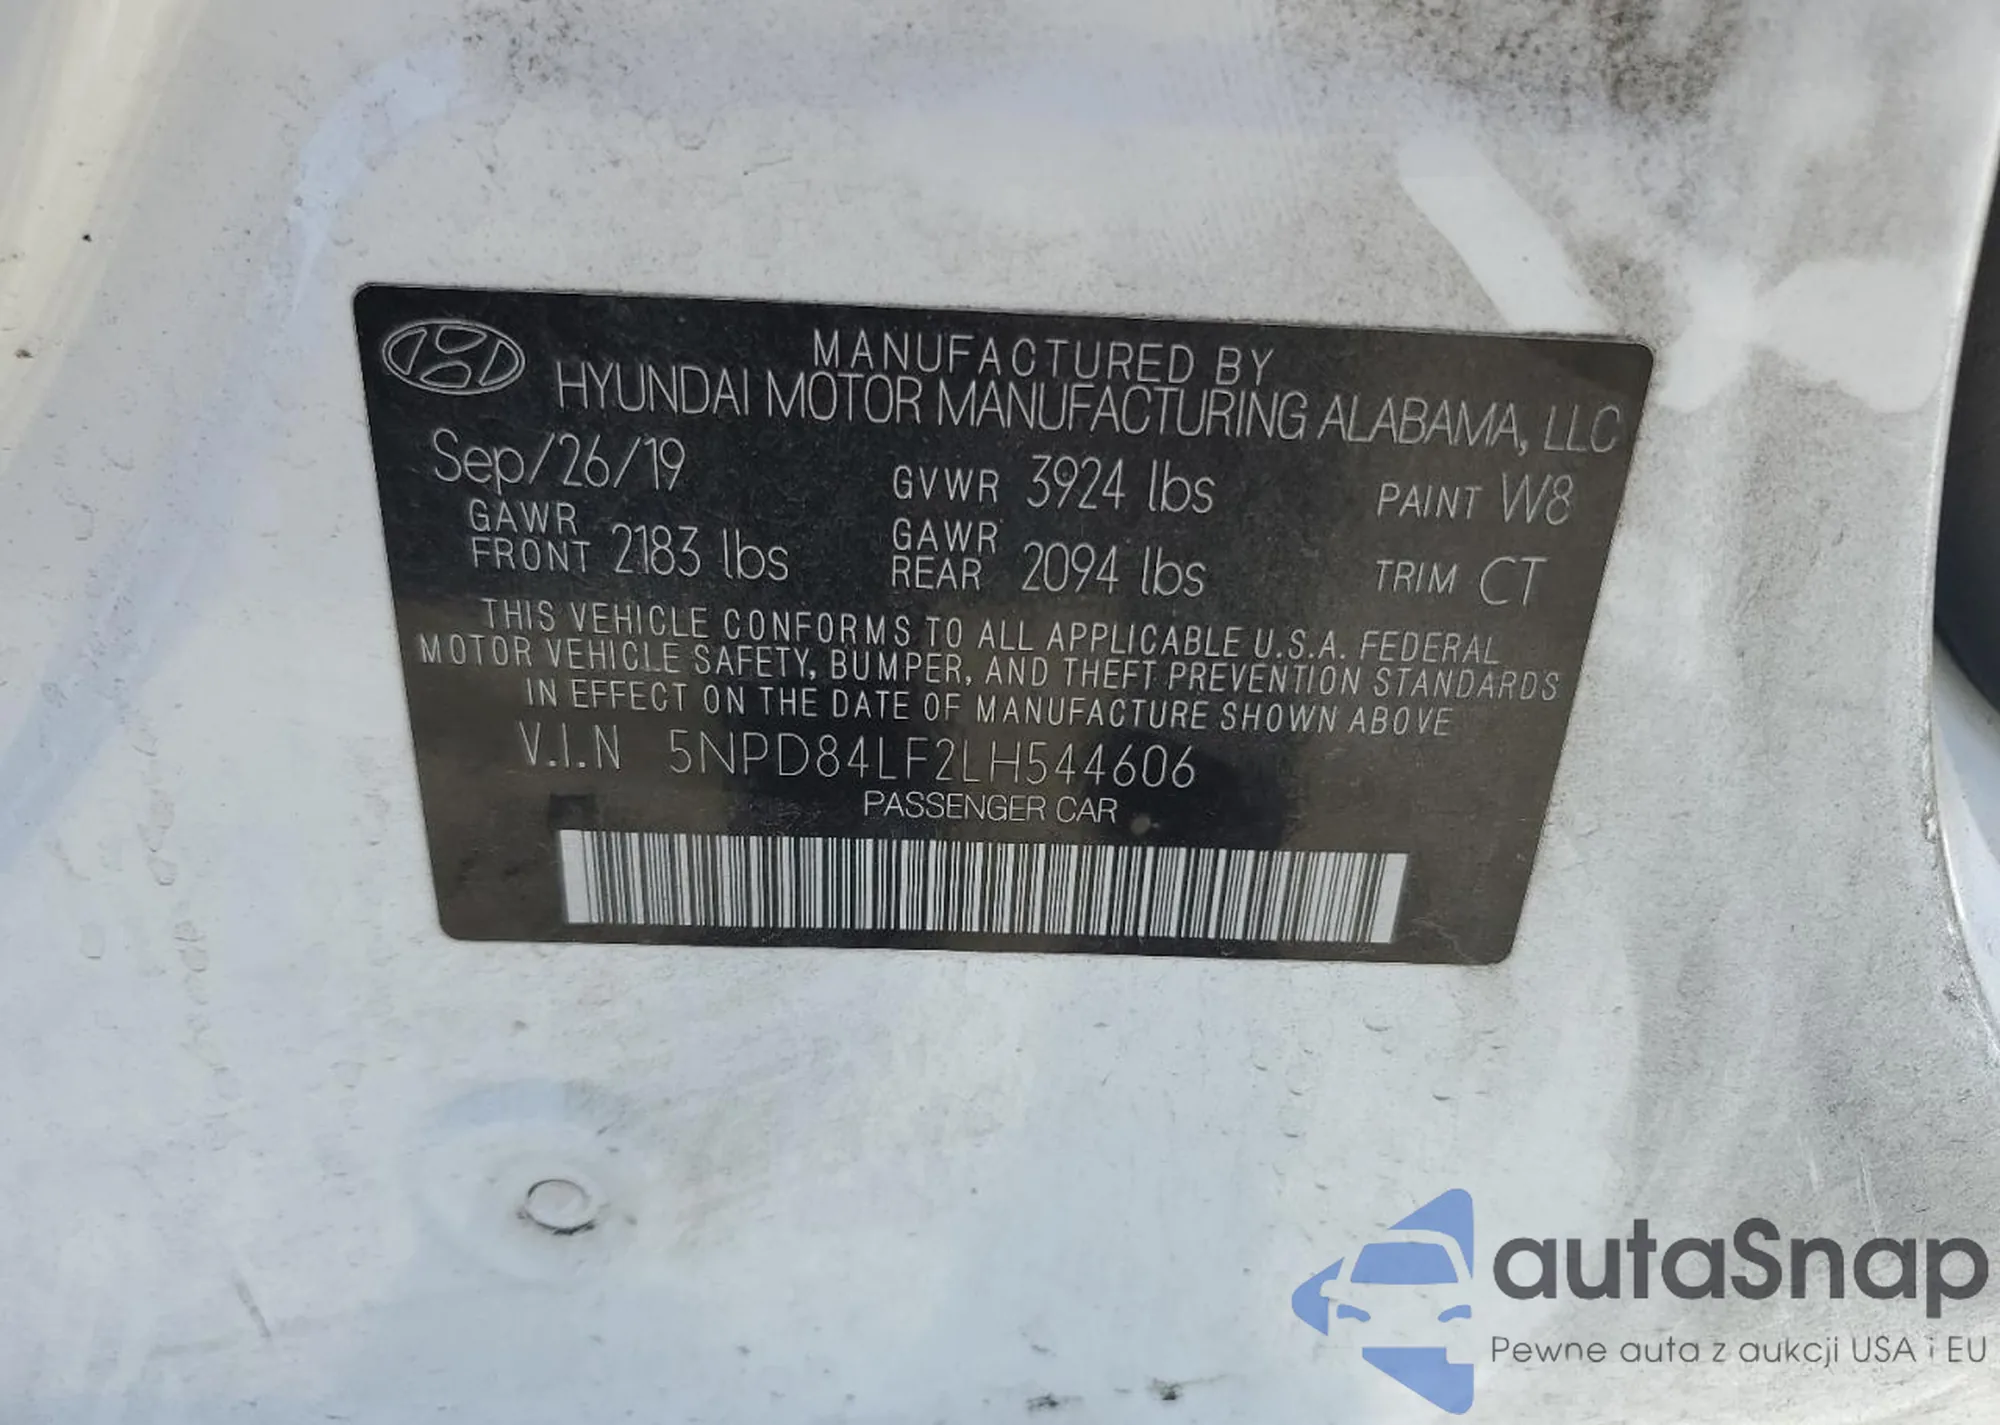 MANUFACTURED BY
HYUNDAI MOTOR MANUFACTURING ALABAMA, LLC
Sep/26/19 GVWR 3924 lbs PAINT W8
GAWR FRONT 2183 lbs GAWR REAR 2094 lbs TRIM CT
THIS VEHICLE CONFORMS TO ALL APPLICABLE U.S.A. FEDERAL
MOTOR VEHICLE SAFETY, BUMPER, AND THEFT PREVENTION STANDARDS
IN EFFECT ON THE DATE OF MANUFACTURE SHOWN ABOVE
V.I.N 5NPD84LF2LH544606
PASSENGER CAR
autaSnap
Pewne auta z aukcji USA i EU